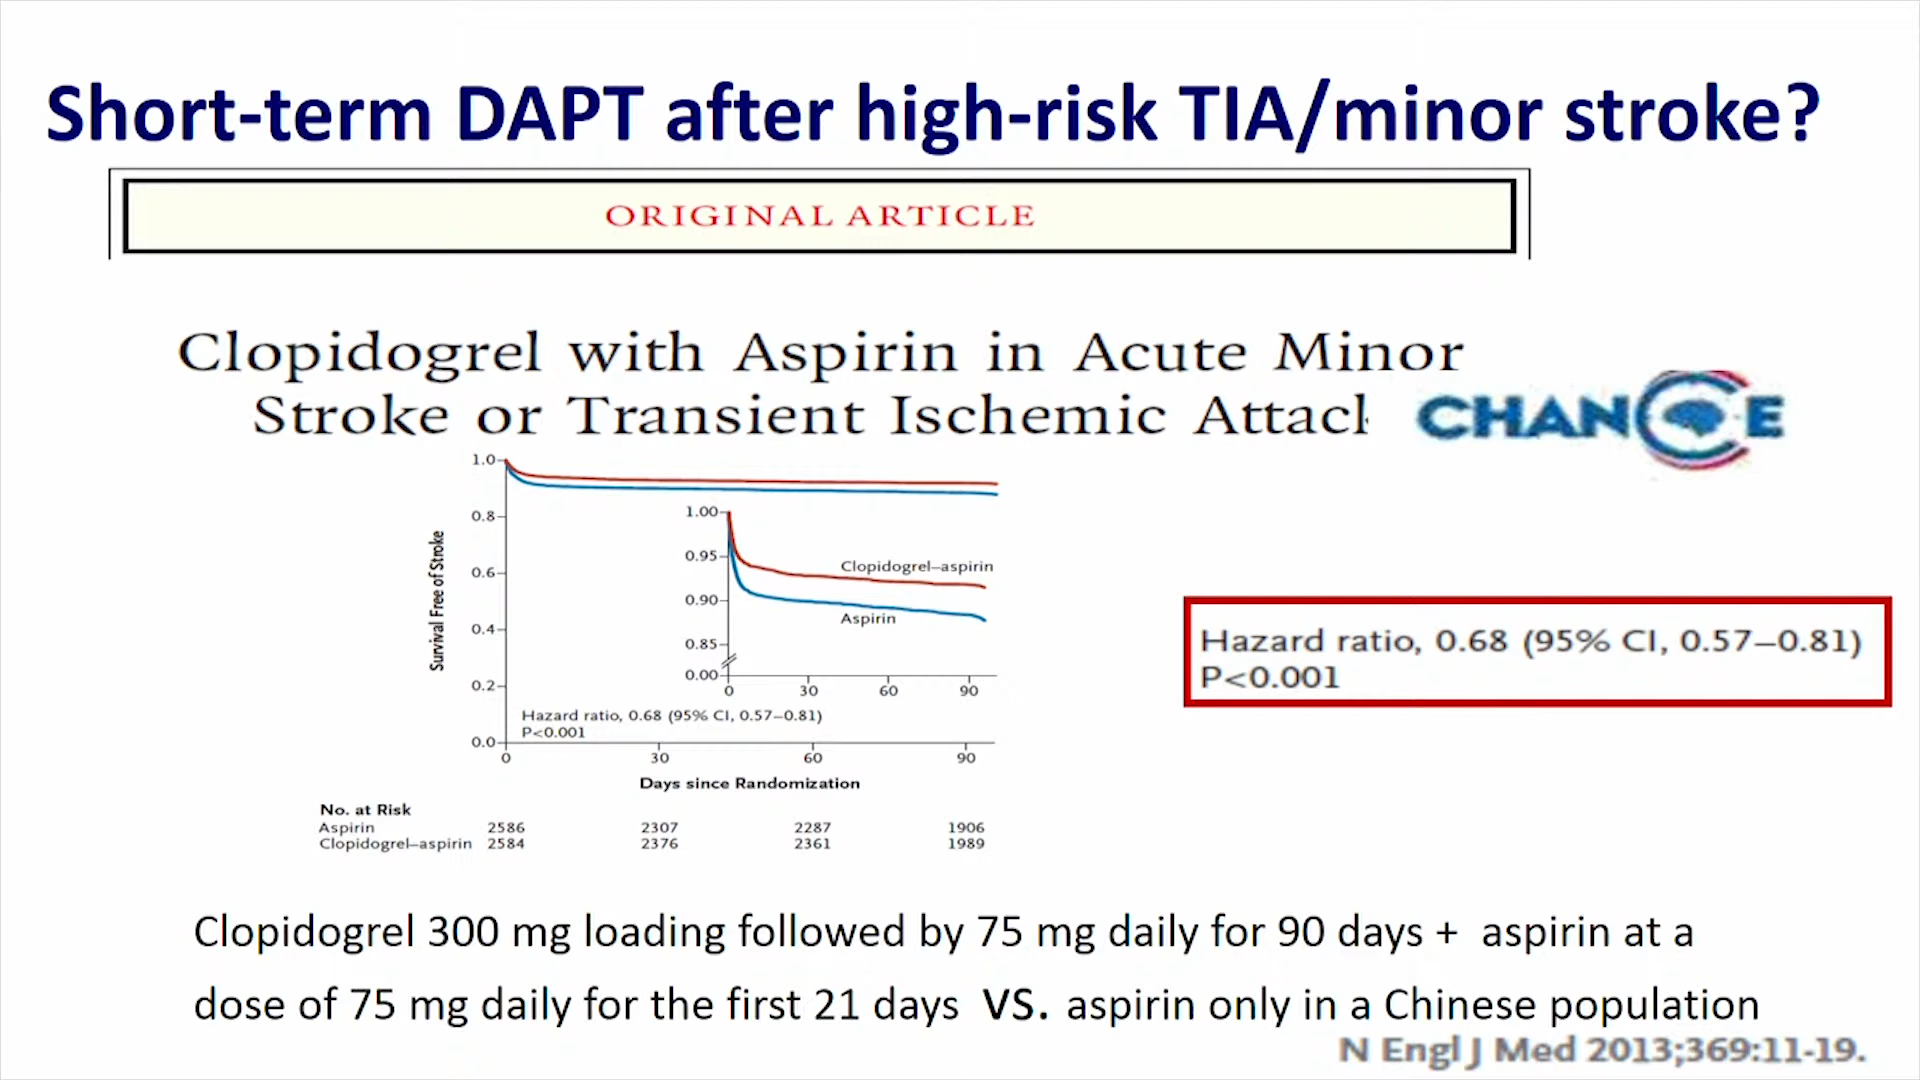 Short-term DAPT after high-risk TIA/minor stroke?
ORIGINAL ARTICLE
Clopidogrel with Aspirin in Acute Minor
Stroke or Transient Ischemic Attack
CHANCE
Survival Free of Stroke
1.0
0.8
0.6
0.4
0.2
0.0
0 30 60 90
1.00
0.95
0.90
0.85
0.00
0 30 60 90
Clopidogrel–aspirin
Aspirin
Hazard ratio, 0.68 (95% CI, 0.57–0.81)
P<0.001
Days since Randomization
No. at Risk
Aspirin 2586 2307 2287 1906
Clopidogrel–aspirin 2584 2376 2361 1989
Hazard ratio, 0.68 (95% CI, 0.57–0.81)
P<0.001
Clopidogrel 300 mg loading followed by 75 mg daily for 90 days + aspirin at a
dose of 75 mg daily for the first 21 days VS. aspirin only in a Chinese population
N Engl J Med 2013;369:11-19.